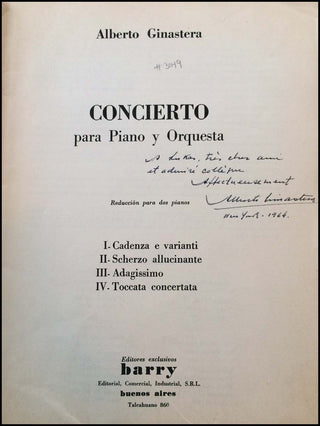 Alberto Ginastera
#3049
CONCIERTO
para Piano y Orquesta
A Lukas, très cher ami
et admiré collègue
Affectueusement
Alberto Ginastera
New York - 1964.
Reducción para dos pianos
I - Cadenza e varianti
II - Scherzo allucinante
III - Adagissimo
IV - Toccata concertata
Editores exclusivos
barry
Editorial, Comercial, Industrial, S.R.L.
buenos aires
Talcahuano 860